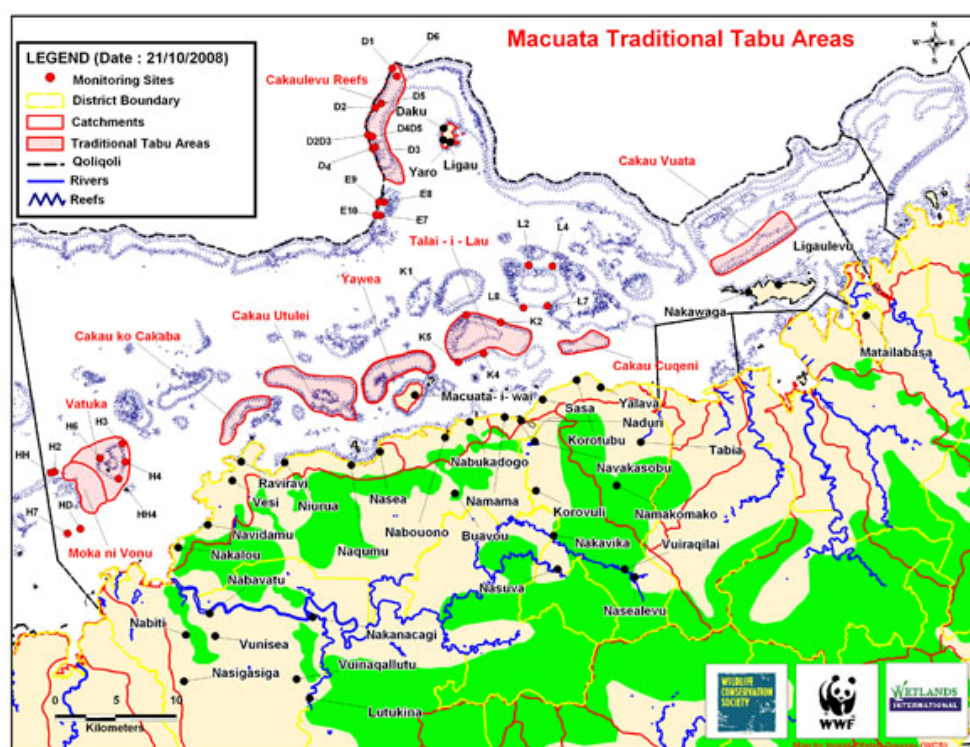 Macuata Traditional Tabu Areas
N
W
E
S
LEGEND (Date : 21/10/2008)
Monitoring Sites
District Boundary
Catchments
Traditional Tabu Areas
Qoliqoli
Rivers
Reefs
D1
D6
Cakaulevu Reefs
D5
D2
Daku
D4D5
D2D3
D3
D4
Yaro
Ligau
E9
E8
E10
E7
Cakau Vuata
Talai - i - Lau
L2
L4
Ligaulevu
Yawea
K1
L8
L7
Nakawaga
Cakau Utulei
K2
Cakau ko Cakaba
K5
Matailabasa
K4
Cakau Cuqeni
Vatuka
Macuata- i- wai
H3
H6
Sasa
Yalava
Naduri
H2
HH
Korotubu
Tabia
H4
Nabukadogo
Navakasobu
Raviravi
Nasea
HD
Vesi
Niurua
Namama
Namakomako
H7
HH4
Nabouono
Korovuli
Navidamu
Buavou
Nakavika
Vuiraqilai
Moka ni Vonu
Nakalou
Naqumu
Nabavatu
Nasuva
Nasealevu
Nabiti
Vunisea
Nakanacagi
Vuinaqallutu
Nasigasiga
Lutukina
0 5 10
Kilometers
WILDLIFE
CONSERVATION
SOCIETY
WWF
WETLANDS
INTERNATIONAL